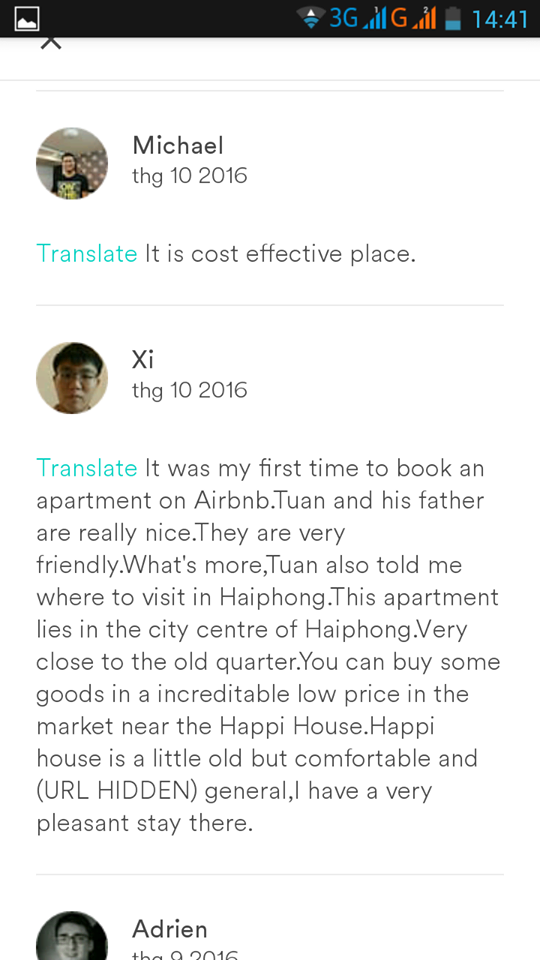 3G 1 G 2 14:41
Michael
thg 10 2016
Translate It is cost effective place.
Xi
thg 10 2016
Translate It was my first time to book an
apartment on Airbnb.Tuan and his father
are really nice.They are very
friendly.What's more,Tuan also told me
where to visit in Haiphong.This apartment
lies in the city centre of Haiphong.Very
close to the old quarter.You can buy some
goods in a increditable low price in the
market near the Happi House.Happi
house is a little old but comfortable and
(URL HIDDEN) general,I have a very
pleasant stay there.
Adrien
thg 9 2016